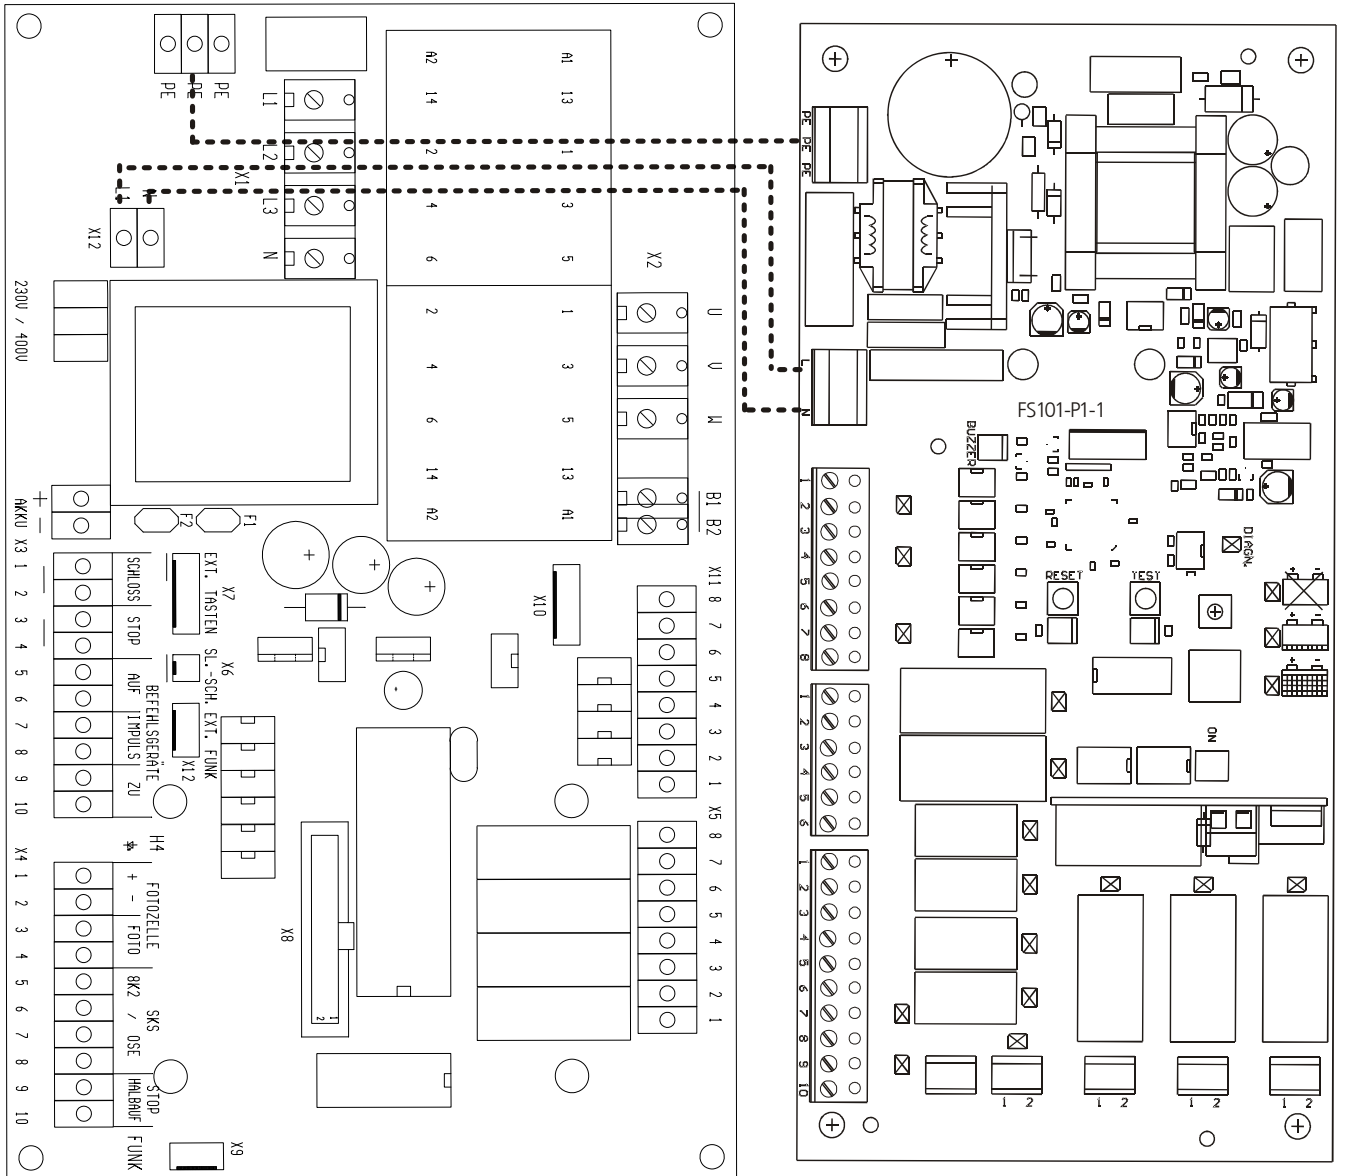 PE PE PE
L1
L2
L3
N
X1
A2 A1
14 13
2 1
4 3
6 5
2 1
4 3
6 5
14 13
A2 A1
X12
230V / 400V
X2
U
V
W
B1
B2
+
-
AKKU
F2
F1
X3
1
2
3
4
5
6
7
8
9
10
SCHLOSS
STOP
AUF
IMPULS
ZU
BEFEHLSGERÄTE
EXT. TASTEN
X7
SL.-SCH.
X6
EXT. FUNK
X12
H4
X4
1
2
3
4
5
6
7
8
9
10
+ -
FOTO
FOTOZELLE
8K2 / OSE
SKS
HALBAUF
STOP
FUNK
X9
X8
2 1
X10
X11
8
7
6
5
4
3
2
1
X5
8
7
6
5
4
3
2
1
PE PE PE
L
N
FS101-P1-1
BUZZER
RESET
TEST
DIAGN.
+ -
+ -
+ -
ON
1
2
3
4
5
6
7
8
1
2
3
4
5
6
1
2
3
4
5
6
7
8
9
10
1 2
1 2
1 2
1 2